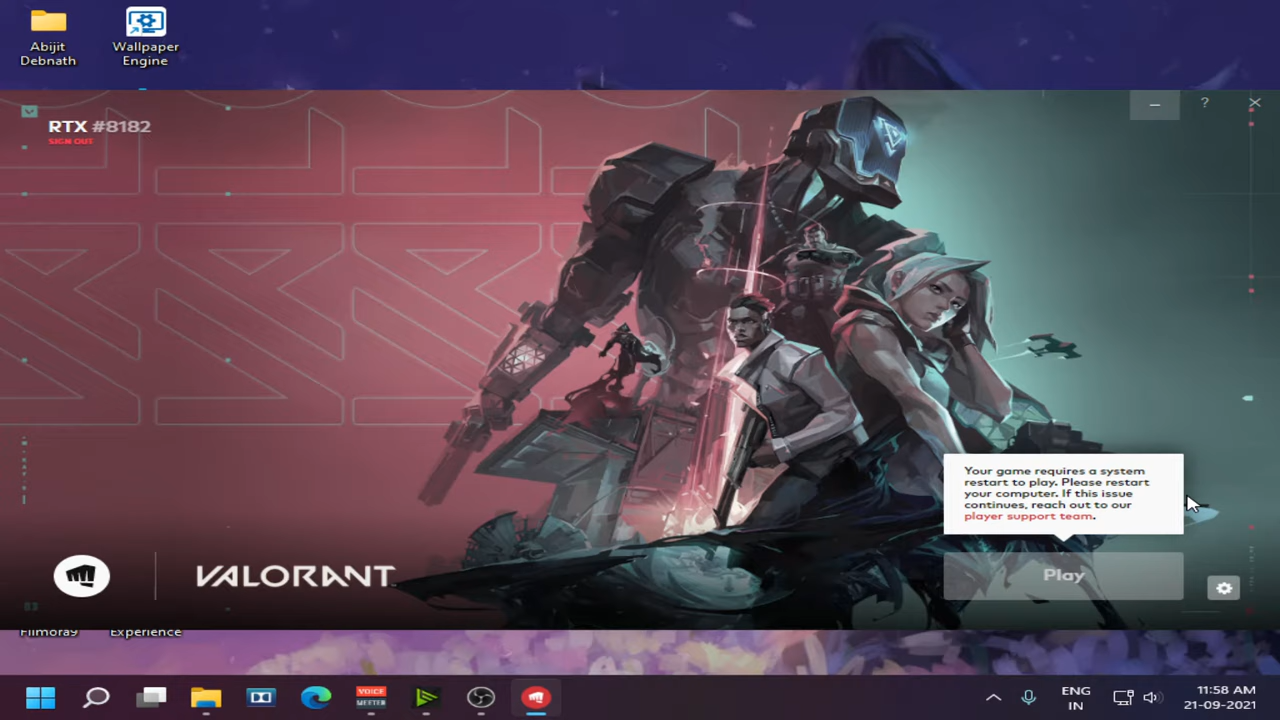 Abijit
Debnath
Wallpaper
Engine
RTX #8182
SIGN OUT
?
Your game requires a system
restart to play. Please restart
your computer. If this issue
continues, reach out to our
player support team.
VALORANT
Play
Filmora9
Experience
VOICE
MEETER
ENG
IN
11:58 AM
21-09-2021